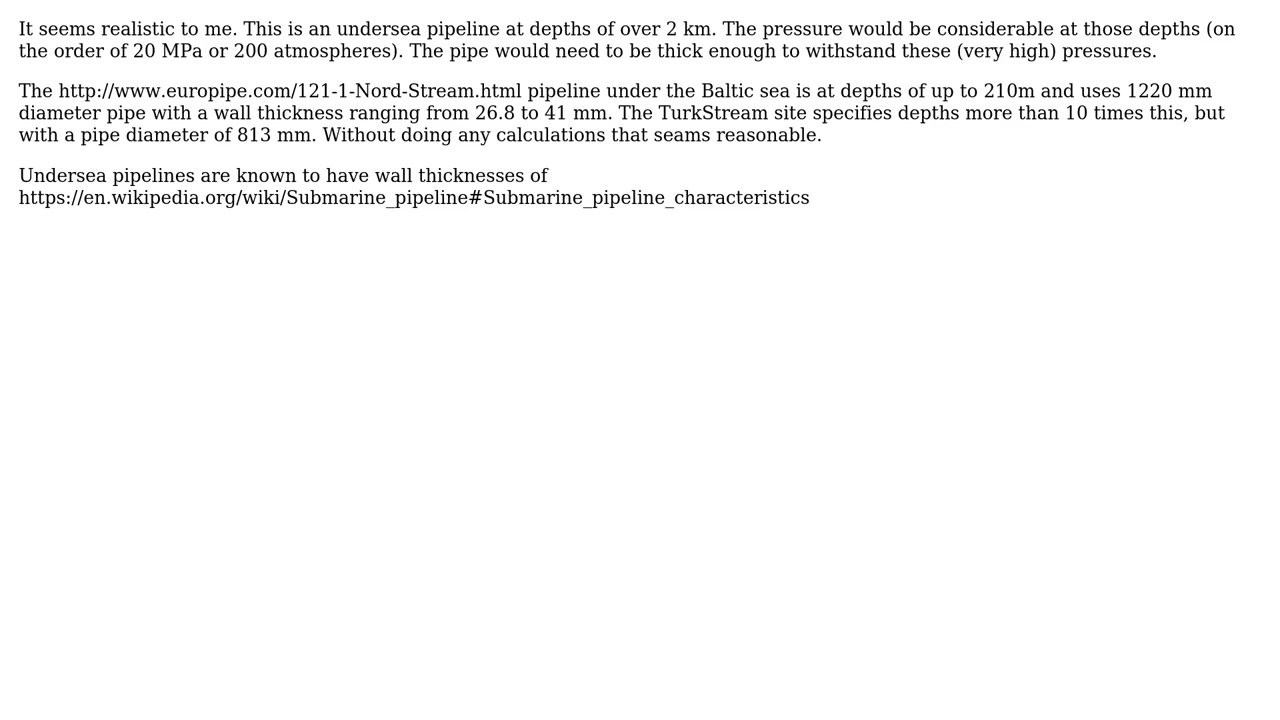 It seems realistic to me. This is an undersea pipeline at depths of over 2 km. The pressure would be considerable at those depths (on
the order of 20 MPa or 200 atmospheres). The pipe would need to be thick enough to withstand these (very high) pressures.
The http://www.europipe.com/121-1-Nord-Stream.html pipeline under the Baltic sea is at depths of up to 210m and uses 1220 mm
diameter pipe with a wall thickness ranging from 26.8 to 41 mm. The TurkStream site specifies depths more than 10 times this, but
with a pipe diameter of 813 mm. Without doing any calculations that seams reasonable.
Undersea pipelines are known to have wall thicknesses of
https://en.wikipedia.org/wiki/Submarine_pipeline#Submarine_pipeline_characteristics